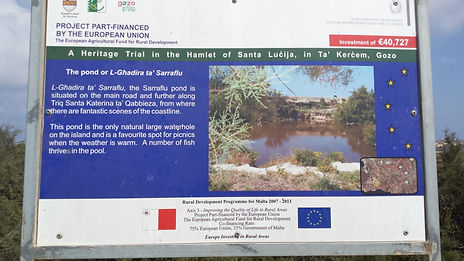 gozo
PROJECT PART-FINANCED
BY THE EUROPEAN UNION
The European Agricultural Fund for Rural Development
Investment of €40,727
A Heritage Trial in the Hamlet of Santa Luċija, in Ta' Kerċem, Gozo
The pond or L-Għadira ta' Sarraflu
L-Għadira ta' Sarraflu, the Sarraflu pond is
located on the main road and further along
Triq Santa Katerina ta' Qabbieza, from where
there are fantastic scenes of the coastline.
This pond is the only natural large waterhole
on the island and is a favourite spot for picnics
when the weather is warm. A number of fish
thrives in the pool.
Rural Development Programme for Malta 2007 - 2013
Axis 3 - Improving the Quality of Life in Rural Areas
Project Part-financed by the European Union
The European Agricultural Fund for Rural Development
Co-financing Rate:
75% European Union, 25% Government of Malta
Europe Investing in Rural Areas